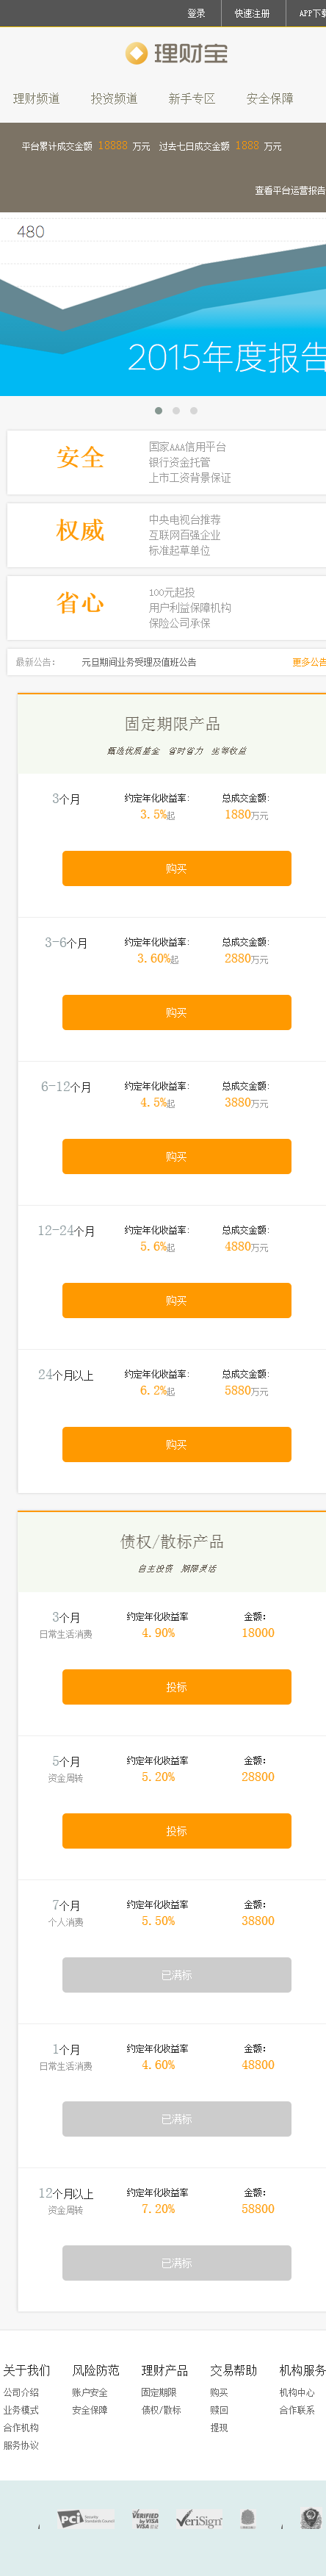 登录 快速注册 APP下载
理财宝
理财频道 投资频道 新手专区 安全保障
平台累计成交金额 18888 万元 过去七日成交金额 1888 万元
查看平台运营报告
480
2015年度报告
安全
国家AAA信用平台
银行资金托管
上市工资背景保证
权威
中央电视台推荐
互联网百强企业
标准起草单位
省心
100元起投
用户利益保障机构
保险公司承保
最新公告: 元旦期间业务受理及值班公告 更多公告
固定期限产品
甄选优质基金 省时省力 坐等收益
3个月 约定年化收益率: 总成交金额:
3.5%起 1880万元
购买
3-6个月 约定年化收益率: 总成交金额:
3.60%起 2880万元
购买
6-12个月 约定年化收益率: 总成交金额:
4.5%起 3880万元
购买
12-24个月 约定年化收益率: 总成交金额:
5.6%起 4880万元
购买
24个月以上 约定年化收益率: 总成交金额:
6.2%起 5880万元
购买
债权/散标产品
自主投资 期限灵活
3个月 约定年化收益率 金额:
日常生活消费 4.90% 18000
投标
5个月 约定年化收益率 金额:
资金周转 5.20% 28800
投标
7个月 约定年化收益率 金额:
个人消费 5.50% 38800
已满标
1个月 约定年化收益率 金额:
日常生活消费 4.60% 48800
已满标
12个月以上 约定年化收益率 金额:
资金周转 7.20% 58800
已满标
关于我们 风险防范 理财产品 交易帮助 机构服务
公司介绍 账户安全 固定期限 购买 机构中心
业务模式 安全保障 债权/散标 赎回 合作联系
合作机构 提现
服务协议
PCI VERIFIED by VISA VeriSign